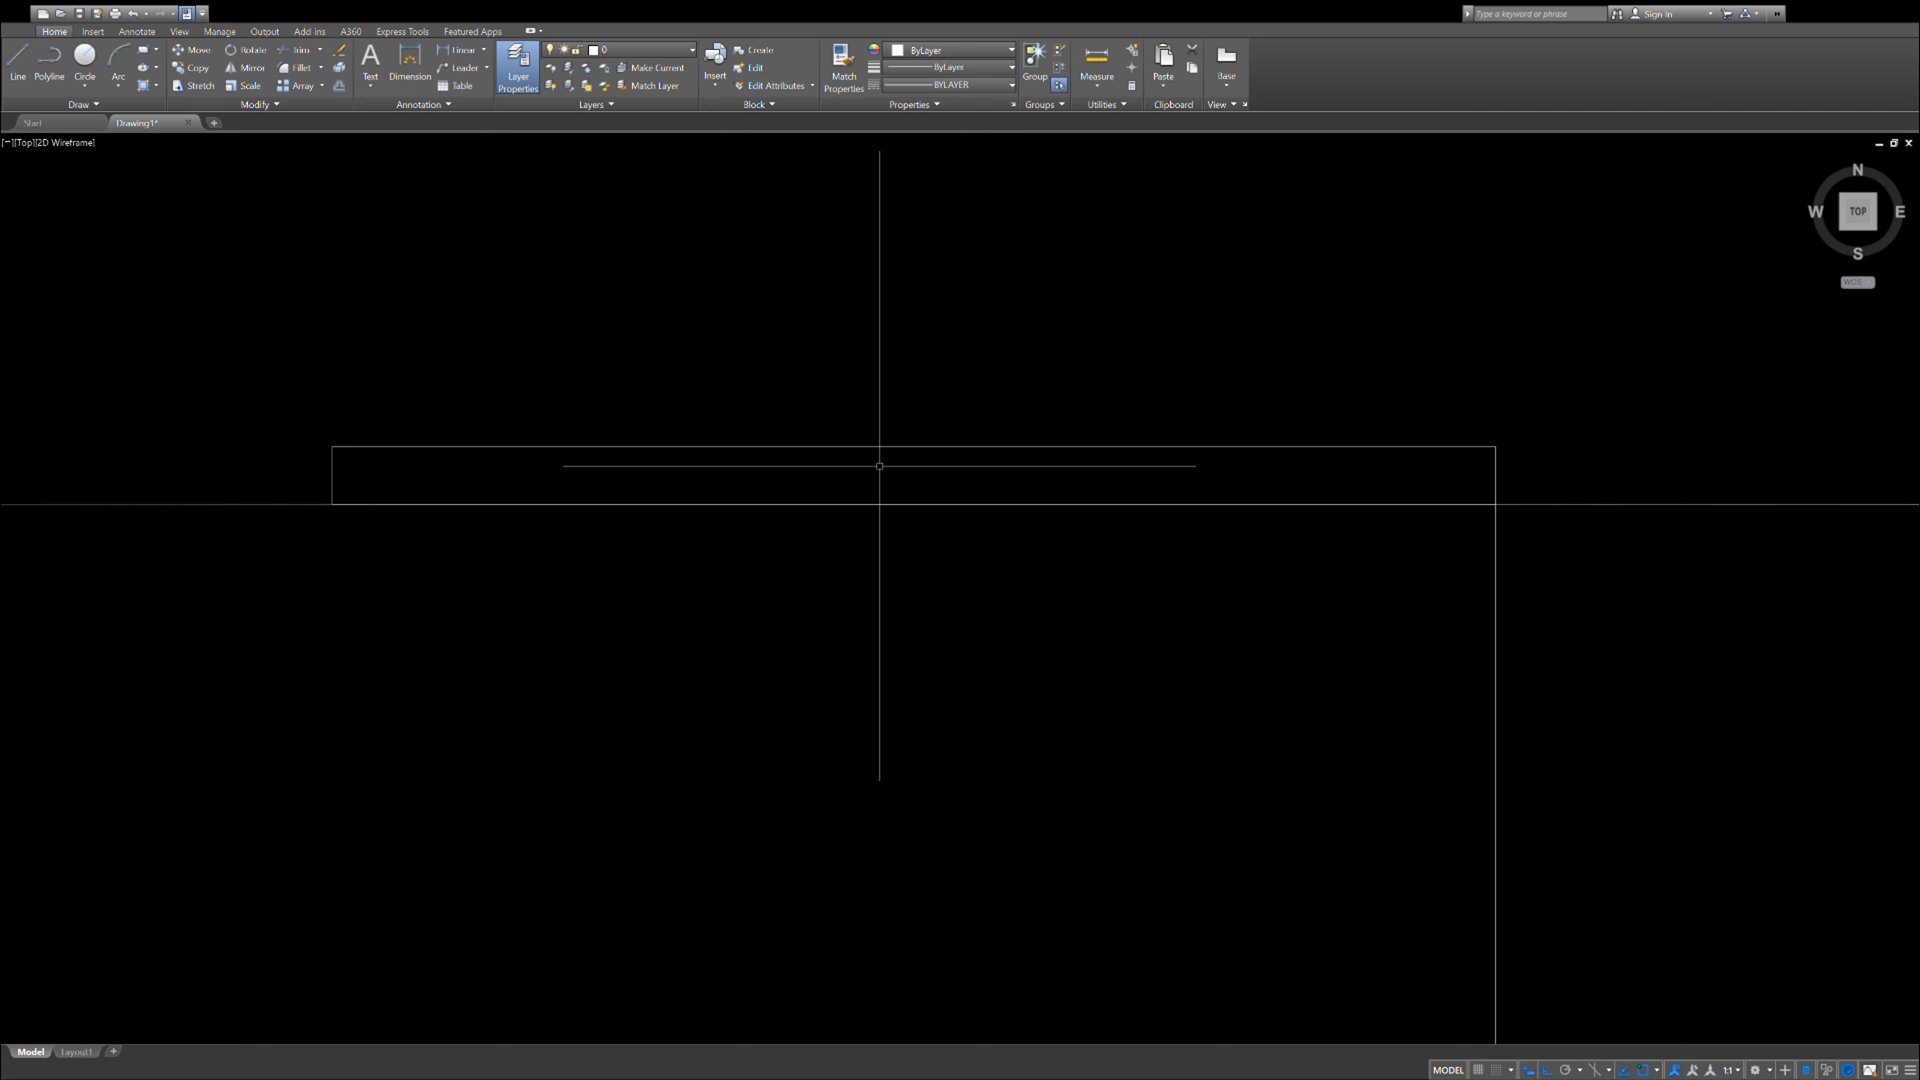 Type a keyword or phrase
Sign In
Home Insert Annotate View Manage Output Add ins A360 Express Tools Featured Apps
Move Rotate Trim Linear 0 Create ByLayer
Line Polyline Circle Arc Copy Mirror Fillet Text Dimension Leader Layer Properties Make Current Insert Edit Match Properties ByLayer Group Measure Paste Base
Stretch Scale Array Table Match Layer Edit Attributes BYLAYER
Draw Modify Annotation Layers Block Properties Groups Utilities Clipboard View
Start Drawing1*
[−][Top][2D Wireframe]
N
W TOP E
S
WCS
Model Layout1
MODEL 1:1